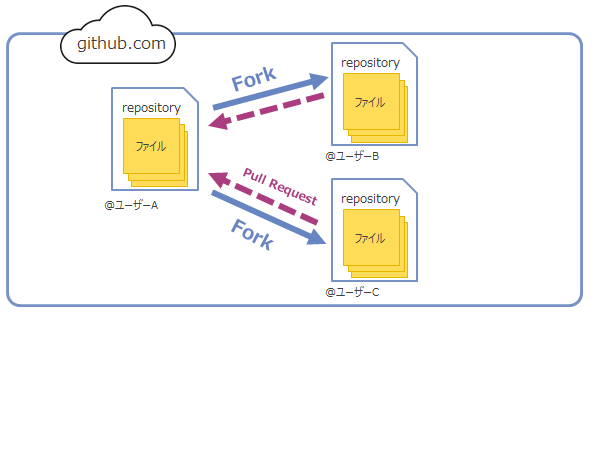 github.com
repository
ファイル
@ユーザーA
Fork
repository
ファイル
@ユーザーB
Pull Request
Fork
repository
ファイル
@ユーザーC